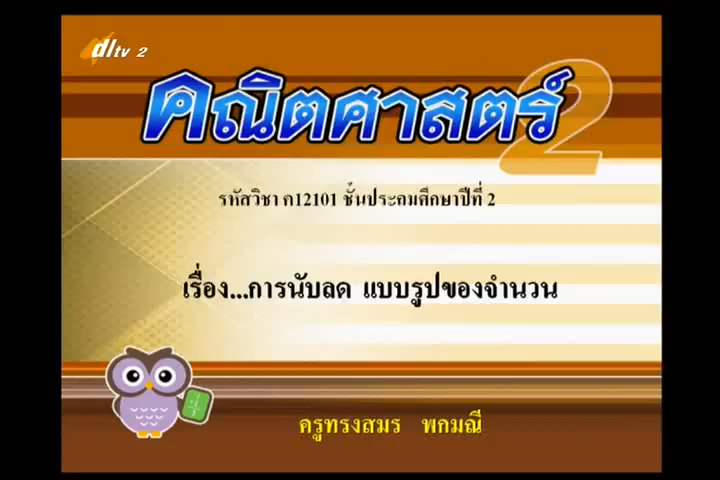 dltv 2
คณิตศาสตร์ 2
รหัสวิชา ค12101 ชั้นประถมศึกษาปีที่ 2
เรื่อง...การนับลด แบบรูปของจำนวน
ครูทรงสมร พกมณี